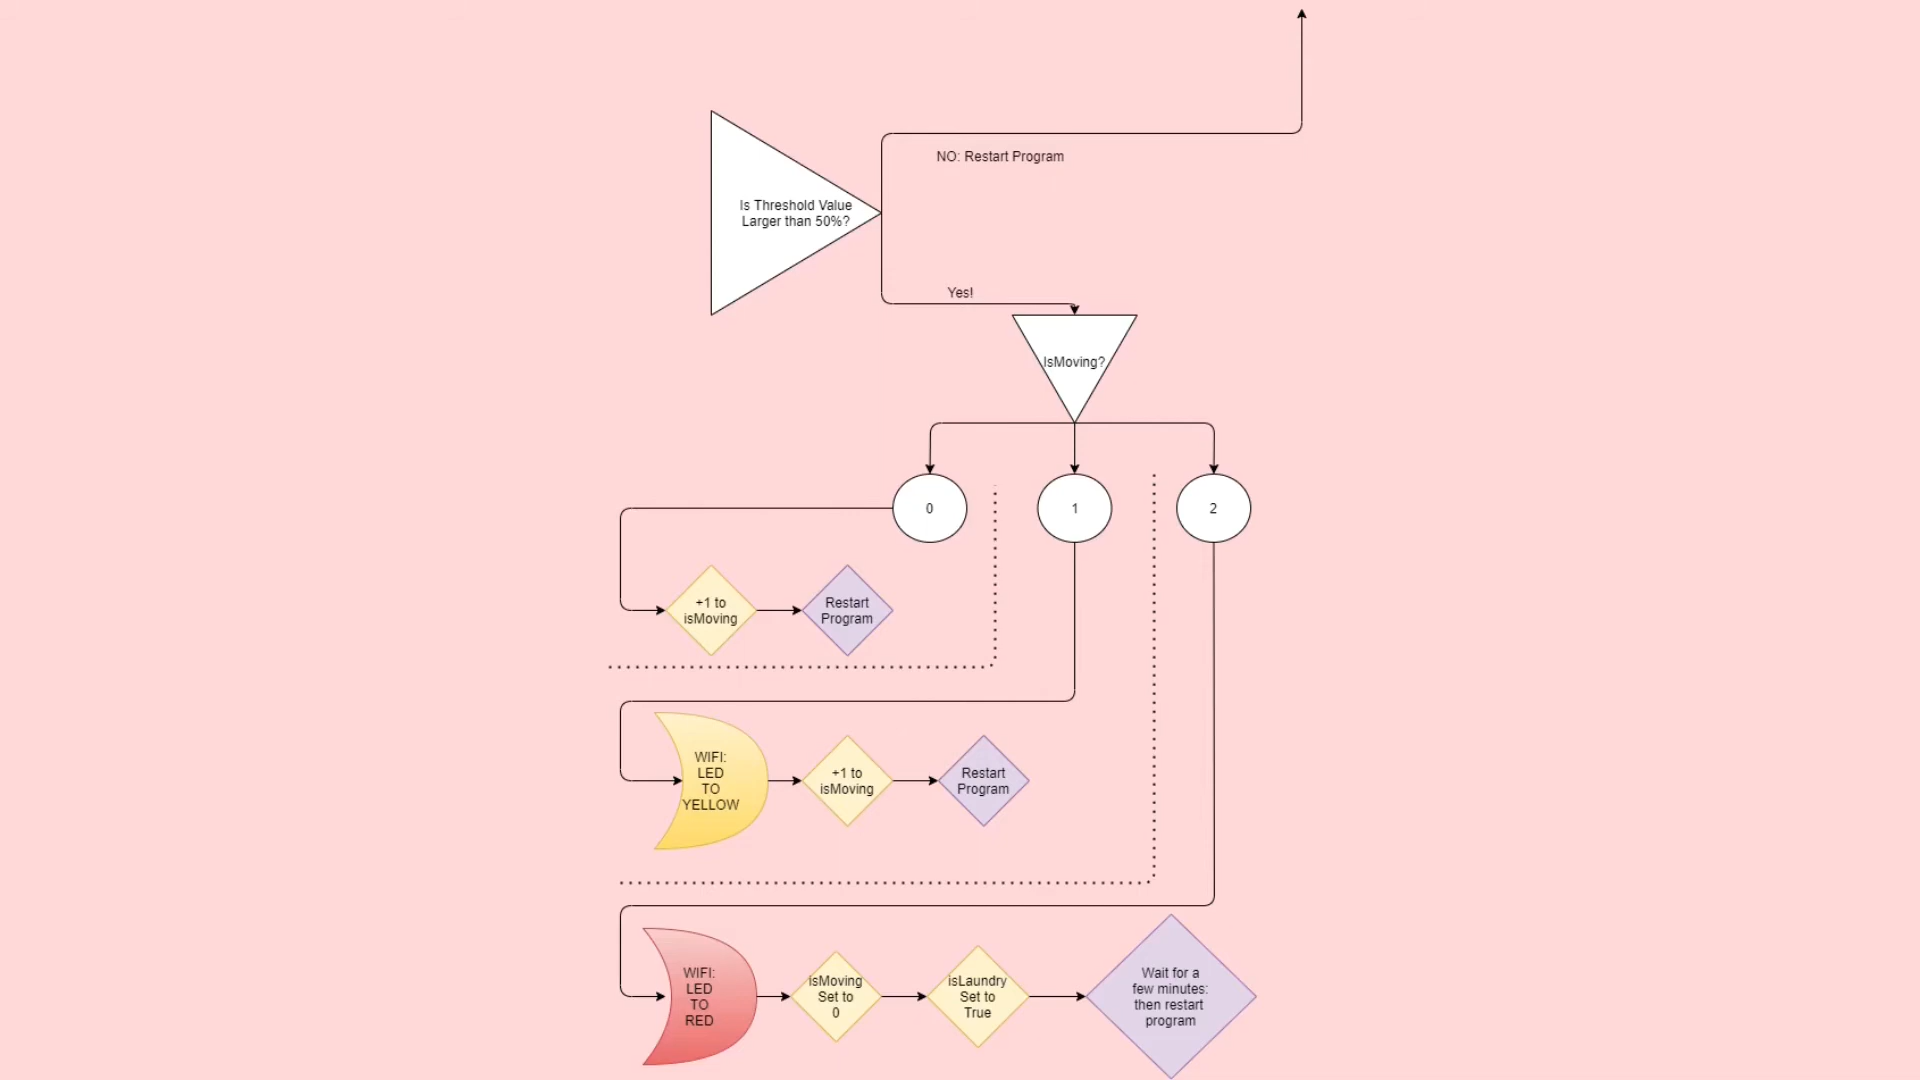 NO: Restart Program
Is Threshold Value
Larger than 50%?
Yes!
IsMoving?
0
1
2
+1 to
isMoving
Restart
Program
WIFI:
LED
TO
YELLOW
+1 to
isMoving
Restart
Program
WIFI:
LED
TO
RED
isMoving
Set to
0
isLaundry
Set to
True
Wait for a
few minutes:
then restart
program